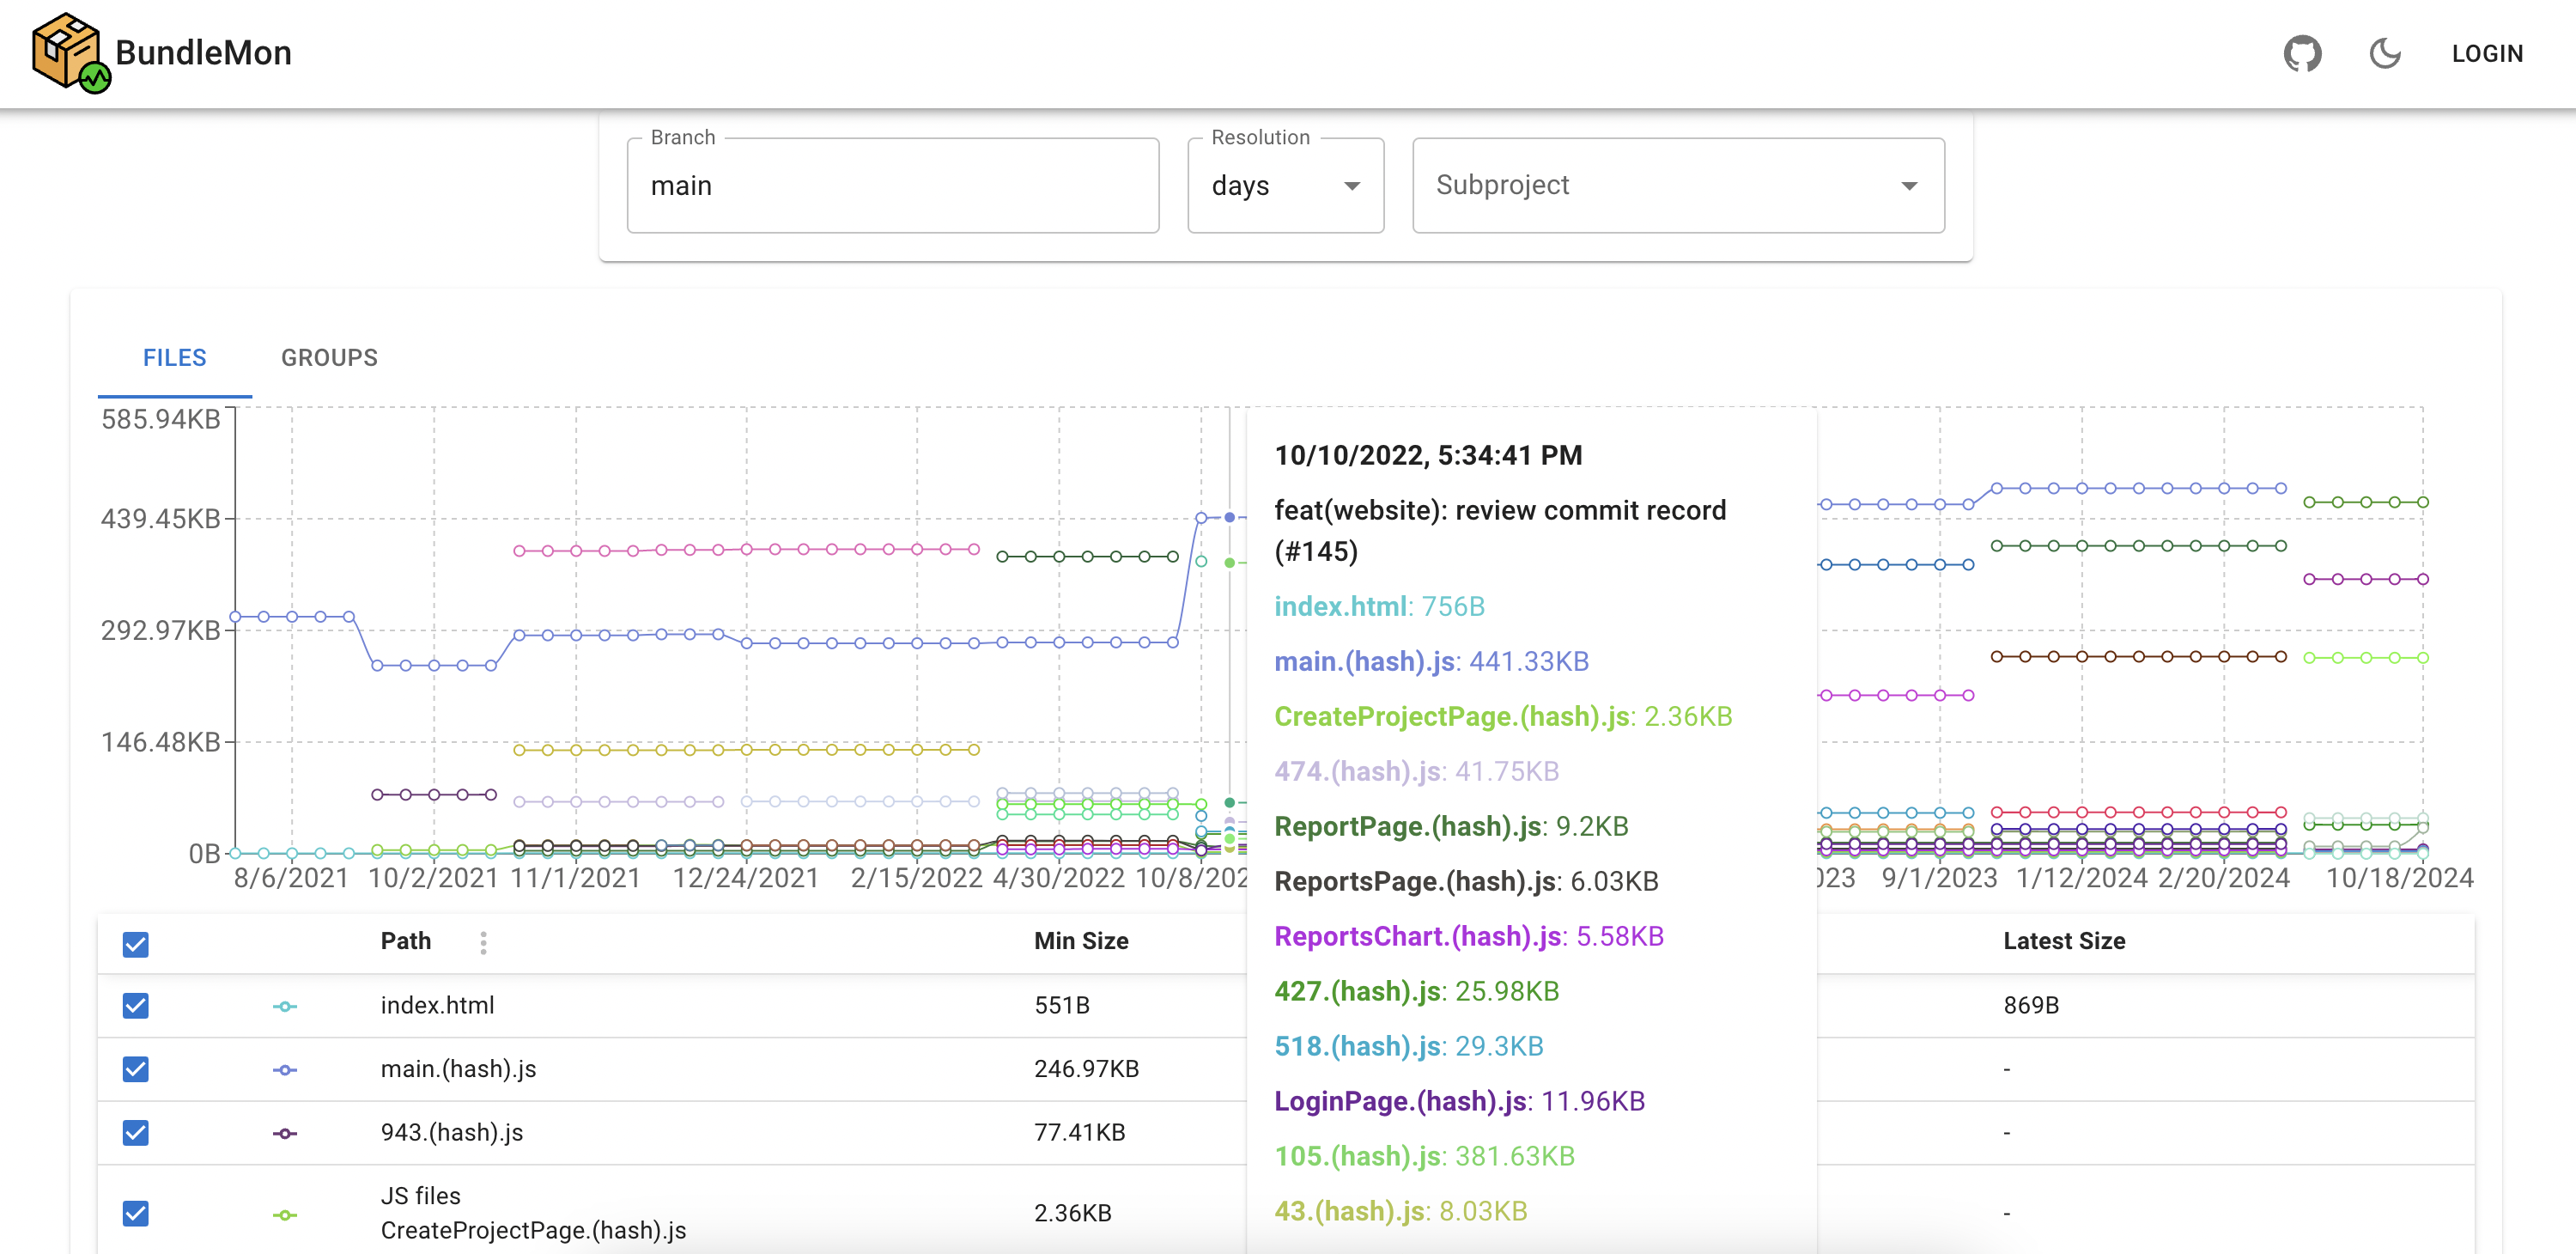 BundleMon
LOGIN
Branch
main
Resolution
days
Subproject
FILES
GROUPS
585.94KB
439.45KB
292.97KB
146.48KB
0B
8/6/2021 10/2/2021 11/1/2021 12/24/2021 2/15/2022 4/30/2022 10/8/202 023 9/1/2023 1/12/2024 2/20/2024 10/18/2024
10/10/2022, 5:34:41 PM
feat(website): review commit record
(#145)
index.html: 756B
main.(hash).js: 441.33KB
CreateProjectPage.(hash).js: 2.36KB
474.(hash).js: 41.75KB
ReportPage.(hash).js: 9.2KB
ReportsPage.(hash).js: 6.03KB
ReportsChart.(hash).js: 5.58KB
427.(hash).js: 25.98KB
518.(hash).js: 29.3KB
LoginPage.(hash).js: 11.96KB
105.(hash).js: 381.63KB
43.(hash).js: 8.03KB
Path Min Size Latest Size
index.html 551B 869B
main.(hash).js 246.97KB -
943.(hash).js 77.41KB -
JS files
CreateProjectPage.(hash).js 2.36KB -